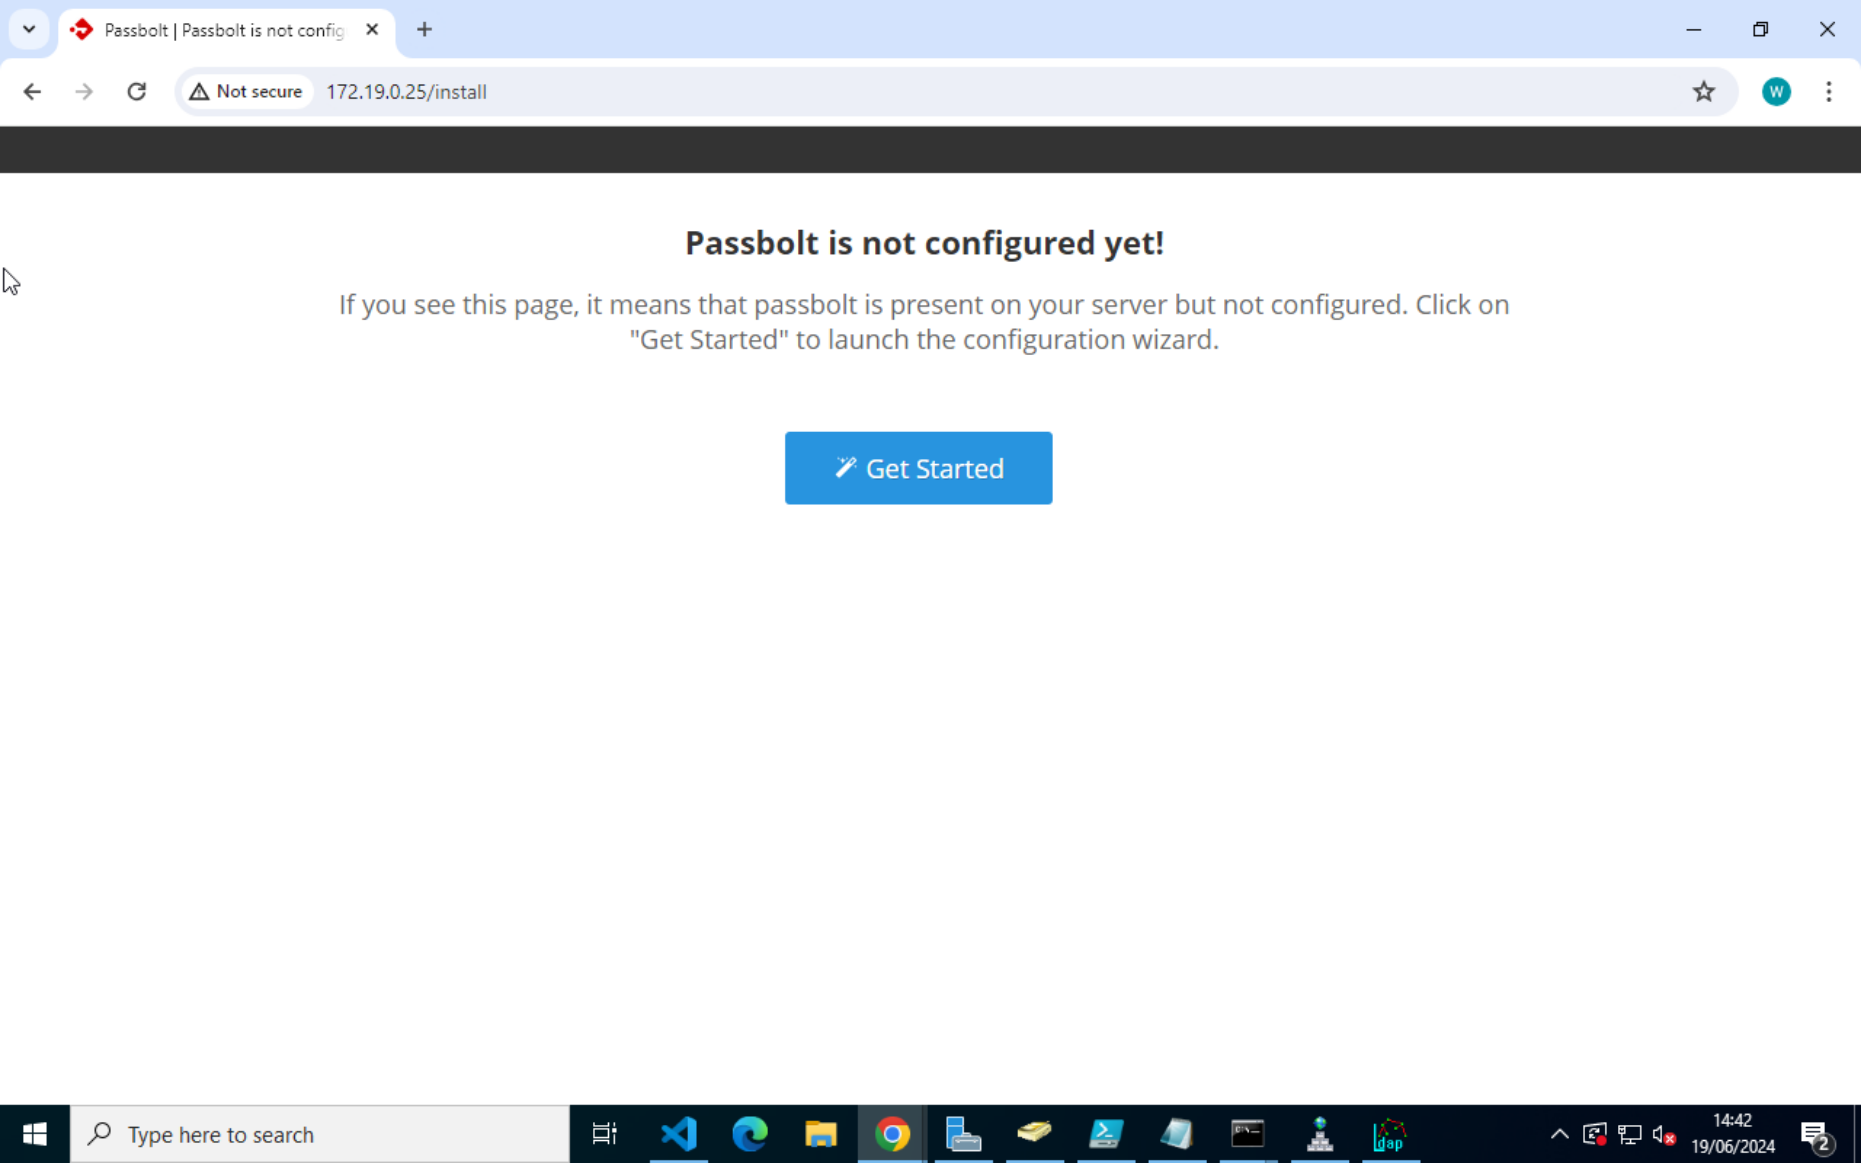 Passbolt | Passbolt is not config
Not secure
172.19.0.25/install
W
Passbolt is not configured yet!
If you see this page, it means that passbolt is present on your server but not configured. Click on
"Get Started" to launch the configuration wizard.
Get Started
Type here to search
C:\
ldap
14:42
19/06/2024
2